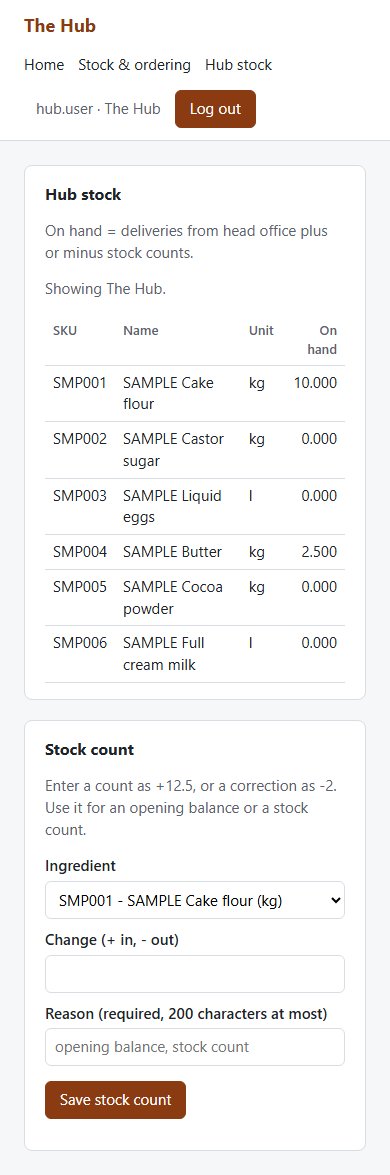 The Hub
Home Stock & ordering Hub stock
hub.user · The Hub Log out
Hub stock
On hand = deliveries from head office plus
or minus stock counts.
Showing The Hub.
SKU Name Unit On
hand
SMP001 SAMPLE Cake kg 10.000
flour
SMP002 SAMPLE Castor kg 0.000
sugar
SMP003 SAMPLE Liquid l 0.000
eggs
SMP004 SAMPLE Butter kg 2.500
SMP005 SAMPLE Cocoa kg 0.000
powder
SMP006 SAMPLE Full l 0.000
cream milk
Stock count
Enter a count as +12.5, or a correction as -2.
Use it for an opening balance or a stock
count.
Ingredient
SMP001 - SAMPLE Cake flour (kg)
Change (+ in, - out)
Reason (required, 200 characters at most)
opening balance, stock count
Save stock count